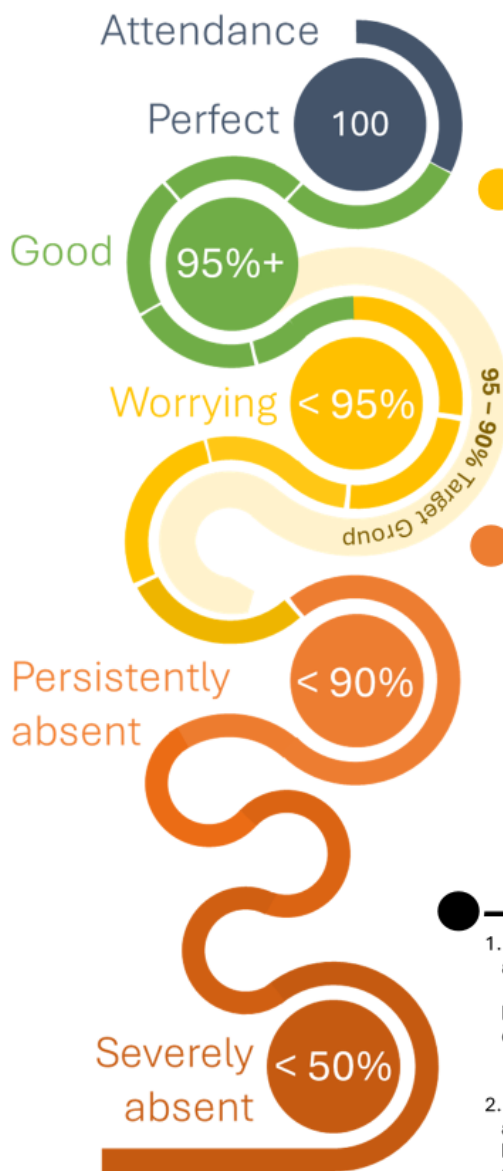 Attendance
Perfect
100
Good
95%+
Worrying
< 95%
95 – 90% Target Group
Persistently
absent
< 90%
1.
2.
Severely
absent
< 50%